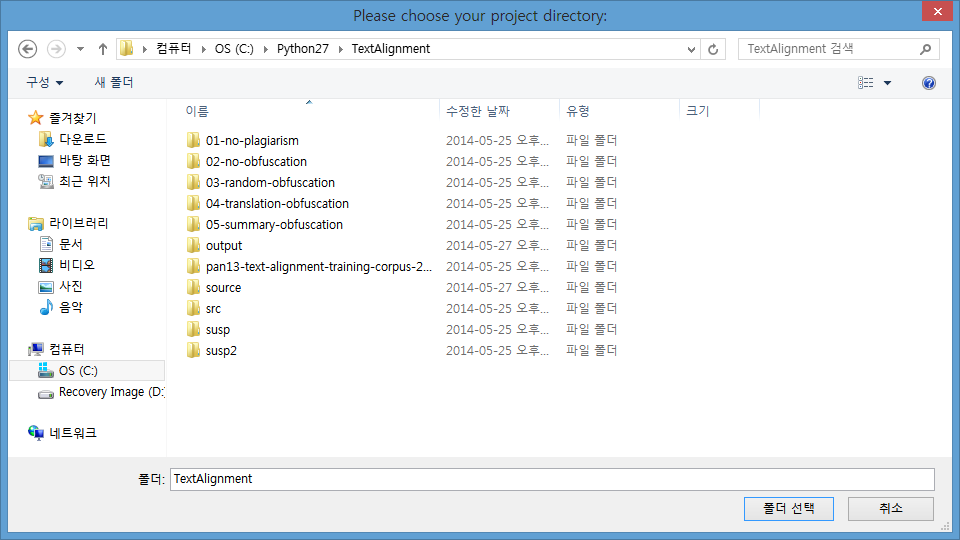 Please choose your project directory:
컴퓨터 OS (C:) Python27 TextAlignment
TextAlignment 검색
구성 새 폴더
이름 수정한 날짜 유형 크기
즐겨찾기
다운로드
바탕 화면
최근 위치
라이브러리
문서
비디오
사진
음악
컴퓨터
OS (C:)
Recovery Image (D:
네트워크
01-no-plagiarism 2014-05-25 오후... 파일 폴더
02-no-obfuscation 2014-05-25 오후... 파일 폴더
03-random-obfuscation 2014-05-25 오후... 파일 폴더
04-translation-obfuscation 2014-05-25 오후... 파일 폴더
05-summary-obfuscation 2014-05-25 오후... 파일 폴더
output 2014-05-27 오후... 파일 폴더
pan13-text-alignment-training-corpus-2... 2014-05-25 오후... 파일 폴더
source 2014-05-27 오후... 파일 폴더
src 2014-05-25 오후... 파일 폴더
susp 2014-05-25 오후... 파일 폴더
susp2 2014-05-25 오후... 파일 폴더
폴더: TextAlignment
폴더 선택 취소